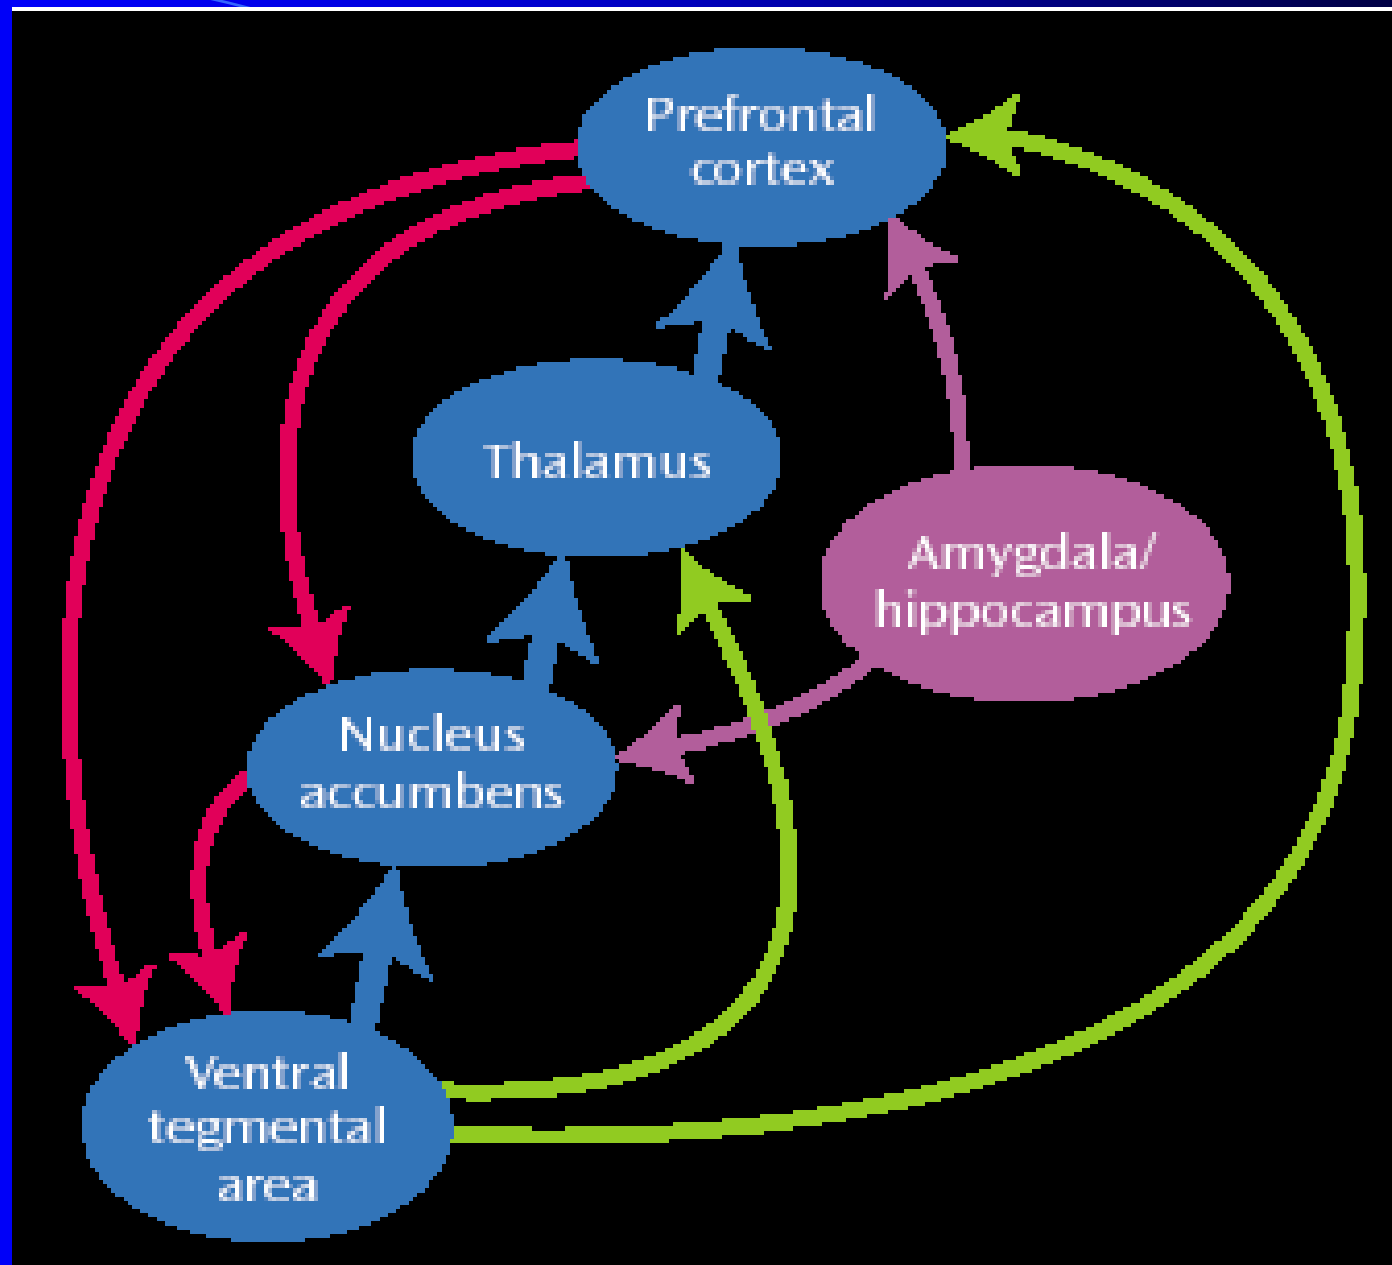 Prefrontal
cortex
Thalamus
Amygdala/
hippocampus
Nucleus
accumbens
Ventral
tegmental
area